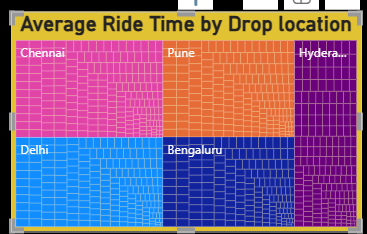 Average Ride Time by Drop location
Chennai Pune Hydera...
Delhi Bengaluru